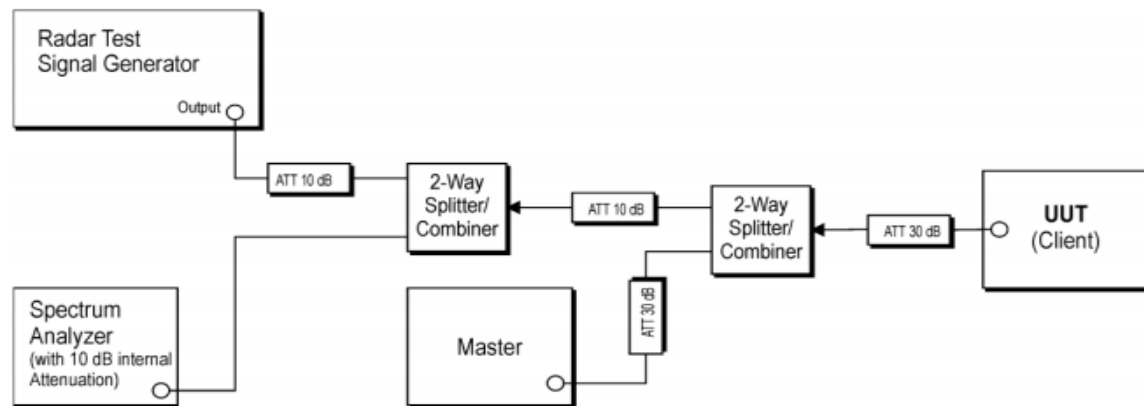 Radar Test
Signal Generator
Output
ATT 10 dB
2-Way
Splitter/
Combiner
ATT 10 dB
2-Way
Splitter/
Combiner
ATT 30 dB
UUT
(Client)
Spectrum
Analyzer
(with 10 dB internal
Attenuation)
Master
ATT 30 dB